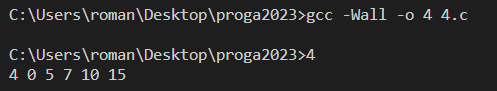 C:\Users\roman\Desktop\proga2023>gcc -Wall -o 4 4.c
C:\Users\roman\Desktop\proga2023>4
4 0 5 7 10 15